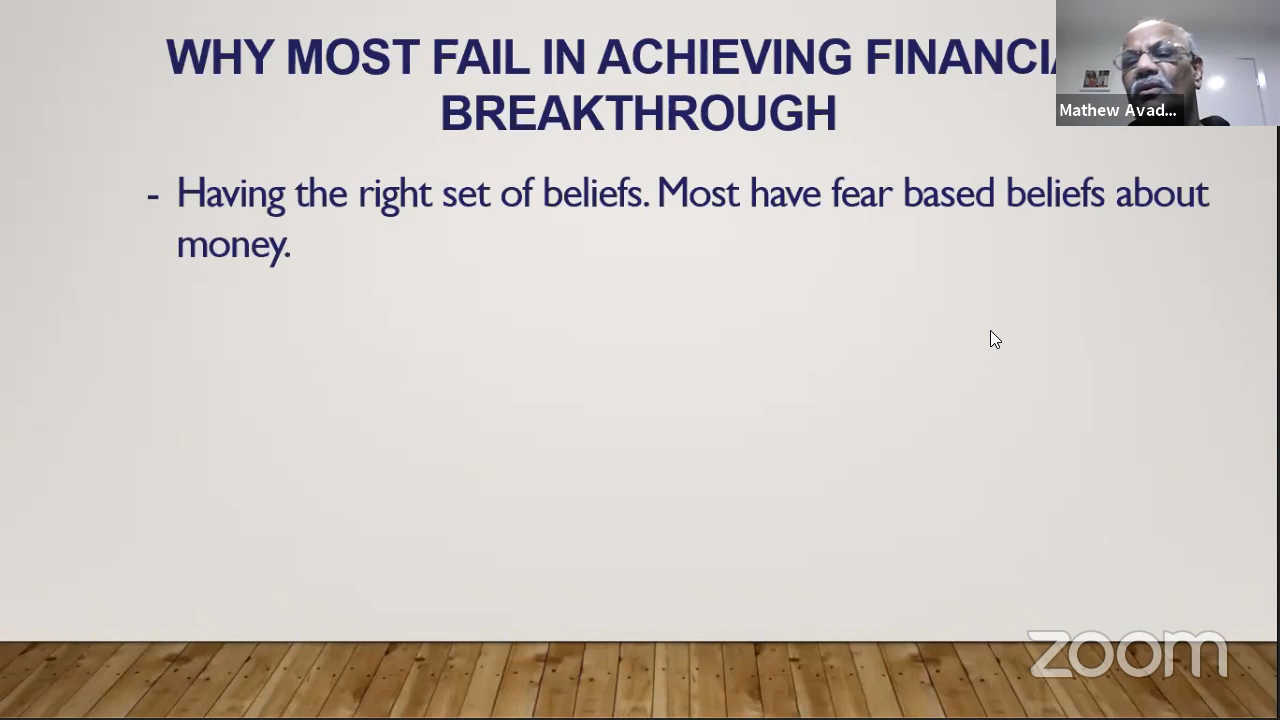 WHY MOST FAIL IN ACHIEVING
BREAKTHROUGH
Mathew Avad...
- Having the right set of beliefs. Most have fear based beliefs about
money.
zoom